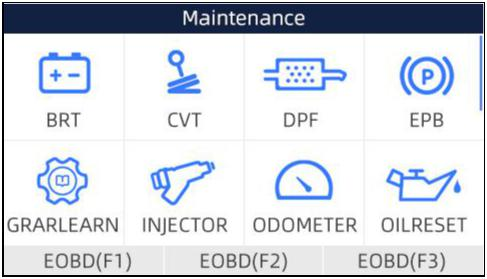 Maintenance
BRT CVT DPF EPB
GRARLEARN INJECTOR ODOMETER OILRESET
EOBD(F1) EOBD(F2) EOBD(F3)